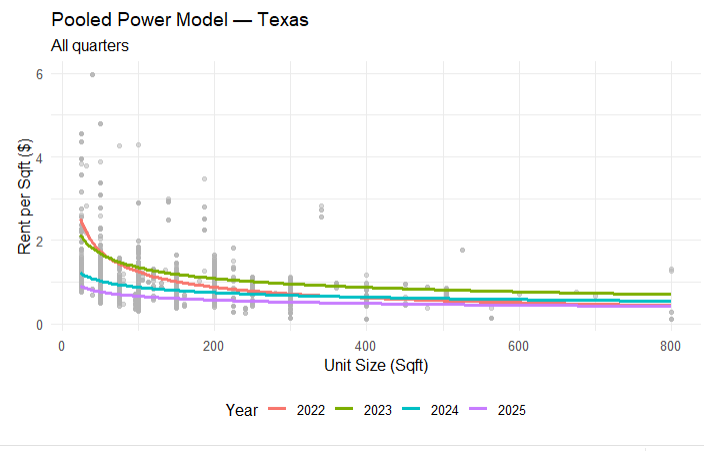 Pooled Power Model — Texas
All quarters
Rent per Sqft ($)
6
4
2
0
0 200 400 600 800
Unit Size (Sqft)
Year 2022 2023 2024 2025